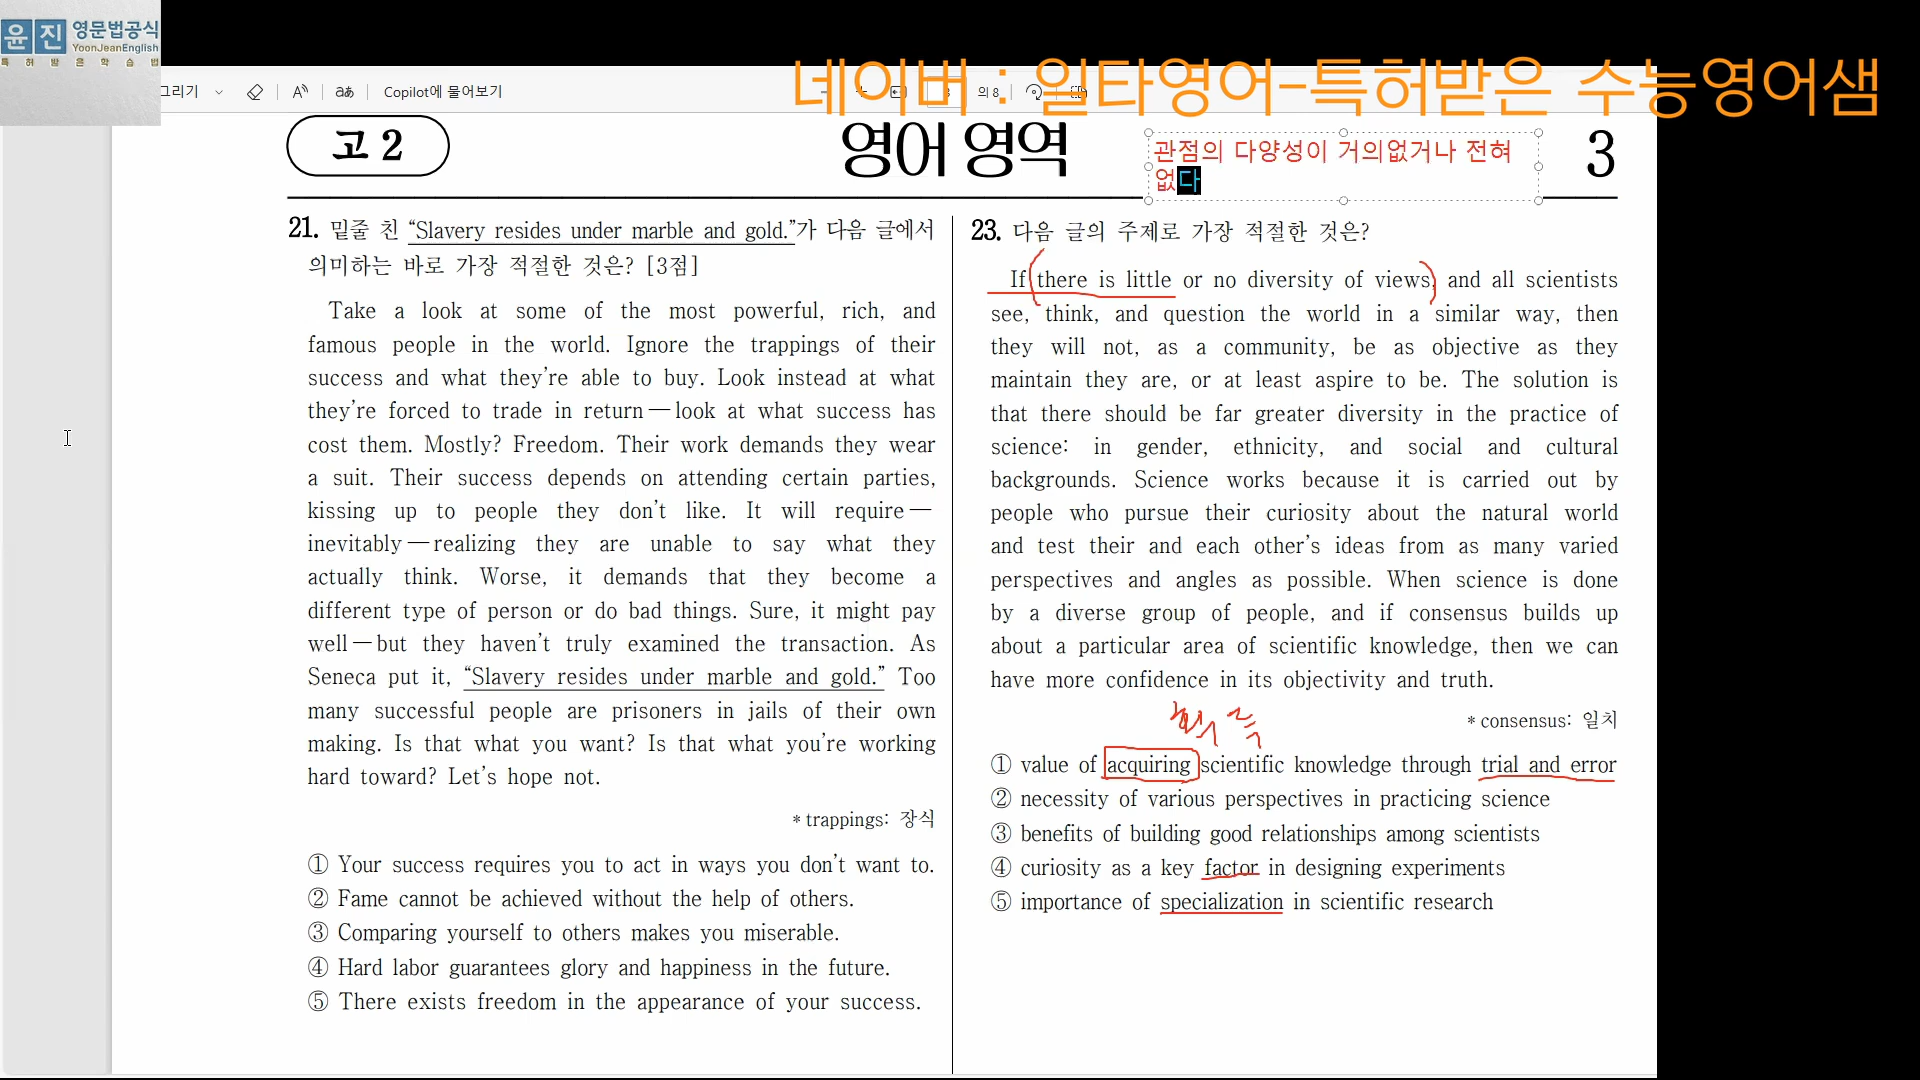 윤진 영문법공식
YoonJeanEnglish
특허받은학습법
네이버 : 일타영어-특허받은 수능영어샘
그리기
Copilot에 물어보기
의 8
고 2
영어 영역
관점의 다양성이 거의없거나 전혀
없다
3
21. 밑줄 친 “Slavery resides under marble and gold.”가 다음 글에서
의미하는 바로 가장 적절한 것은? [3점]
Take a look at some of the most powerful, rich, and
famous people in the world. Ignore the trappings of their
success and what they’re able to buy. Look instead at what
they’re forced to trade in return — look at what success has
cost them. Mostly? Freedom. Their work demands they wear
a suit. Their success depends on attending certain parties,
kissing up to people they don’t like. It will require —
inevitably — realizing they are unable to say what they
actually think. Worse, it demands that they become a
different type of person or do bad things. Sure, it might pay
well — but they haven’t truly examined the transaction. As
Seneca put it, “Slavery resides under marble and gold.” Too
many successful people are prisoners in jails of their own
making. Is that what you want? Is that what you’re working
hard toward? Let’s hope not.
* trappings: 장식
① Your success requires you to act in ways you don’t want to.
② Fame cannot be achieved without the help of others.
③ Comparing yourself to others makes you miserable.
④ Hard labor guarantees glory and happiness in the future.
⑤ There exists freedom in the appearance of your success.
23. 다음 글의 주제로 가장 적절한 것은?
If there is little or no diversity of views, and all scientists
see, think, and question the world in a similar way, then
they will not, as a community, be as objective as they
maintain they are, or at least aspire to be. The solution is
that there should be far greater diversity in the practice of
science: in gender, ethnicity, and social and cultural
backgrounds. Science works because it is carried out by
people who pursue their curiosity about the natural world
and test their and each other’s ideas from as many varied
perspectives and angles as possible. When science is done
by a diverse group of people, and if consensus builds up
about a particular area of scientific knowledge, then we can
have more confidence in its objectivity and truth.
* consensus: 일치
획득
① value of acquiring scientific knowledge through trial and error
② necessity of various perspectives in practicing science
③ benefits of building good relationships among scientists
④ curiosity as a key factor in designing experiments
⑤ importance of specialization in scientific research